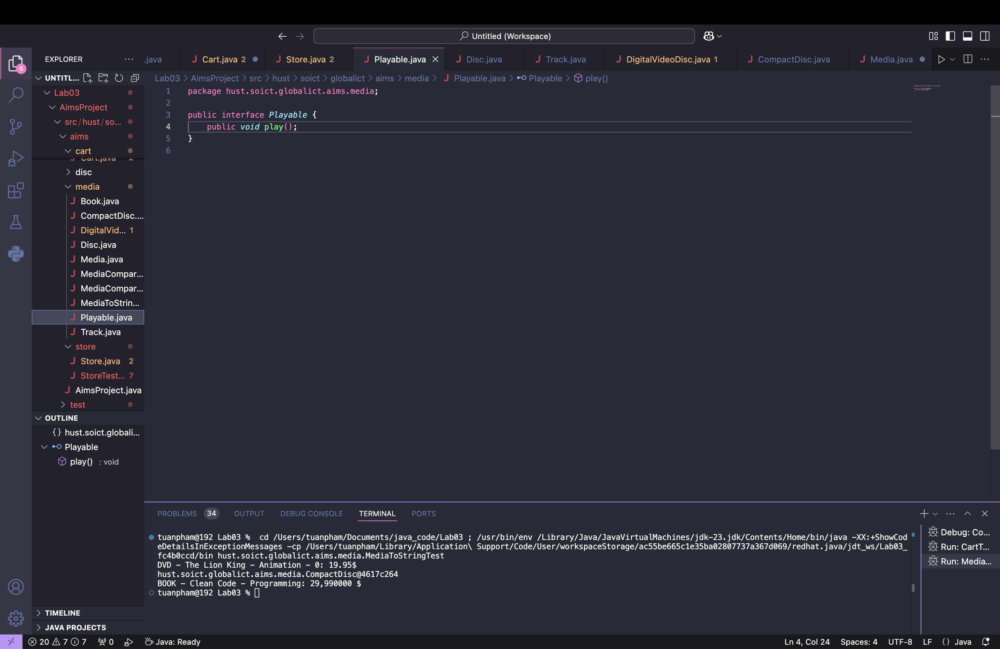 Untitled (Workspace)
EXPLORER
.java
Cart.java 2
Store.java 2
Playable.java
Disc.java
Track.java
DigitalVideoDisc.java 1
CompactDisc.java
Media.java
5
UNTITL...
Lab03
AimsProject
src/hust/so...
aims
cart
Cart.java 2
disc
media
Book.java
CompactDisc....
DigitalVid... 1
Disc.java
Media.java
MediaCompar...
MediaCompar...
MediaToStrin...
Playable.java
Track.java
store
Store.java 2
StoreTest... 7
AimsProject.java
test
OUTLINE
{} hust.soict.globali...
Playable
play() : void
TIMELINE
JAVA PROJECTS
Lab03 > AimsProject > src > hust > soict > globalict > aims > media > Playable.java > Playable > play()
1 package hust.soict.globalict.aims.media;
2
3 public interface Playable {
4 public void play();
5 }
6
PROBLEMS 34 OUTPUT DEBUG CONSOLE TERMINAL PORTS
tuanpham@192 Lab03 % cd /Users/tuanpham/Documents/java_code/Lab03 ; /usr/bin/env /Library/Java/JavaVirtualMachines/jdk-23.jdk/Contents/Home/bin/java -XX:+ShowCod
eDetailsInExceptionMessages -cp /Users/tuanpham/Library/Application\ Support/Code/User/workspaceStorage/ac55be665c1e35ba02807737a367d069/redhat.java/jdt_ws/Lab03_
fc4b0ccd/bin hust.soict.globalict.aims.media.MediaToStringTest
DVD - The Lion King - Animation - 0: 19.95$
hust.soict.globalict.aims.media.CompactDisc@4617c264
BOOK - Clean Code - Programming: 29,990000 $
tuanpham@192 Lab03 %
Debug: Co...
Run: CartT...
Run: Media...
20 7 7 0 Java: Ready
Ln 4, Col 24 Spaces: 4 UTF-8 LF {} Java